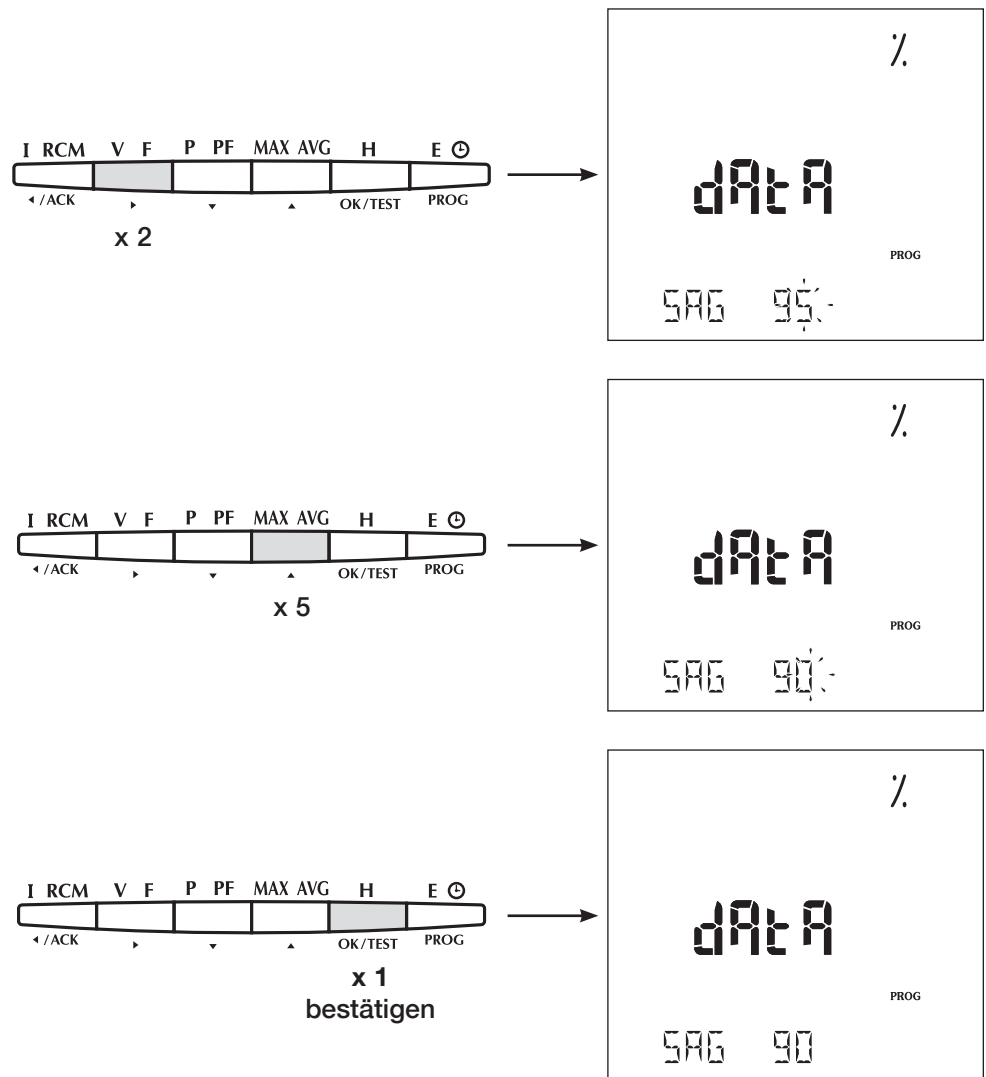 %
dAtA
PROG
SAG 95
I RCM V F P PF MAX AVG H E
/ACK OK/TEST PROG
x 2
%
dAtA
PROG
SAG 90
I RCM V F P PF MAX AVG H E
/ACK OK/TEST PROG
x 5
%
dAtA
PROG
SAG 90
I RCM V F P PF MAX AVG H E
/ACK OK/TEST PROG
x 1
bestätigen